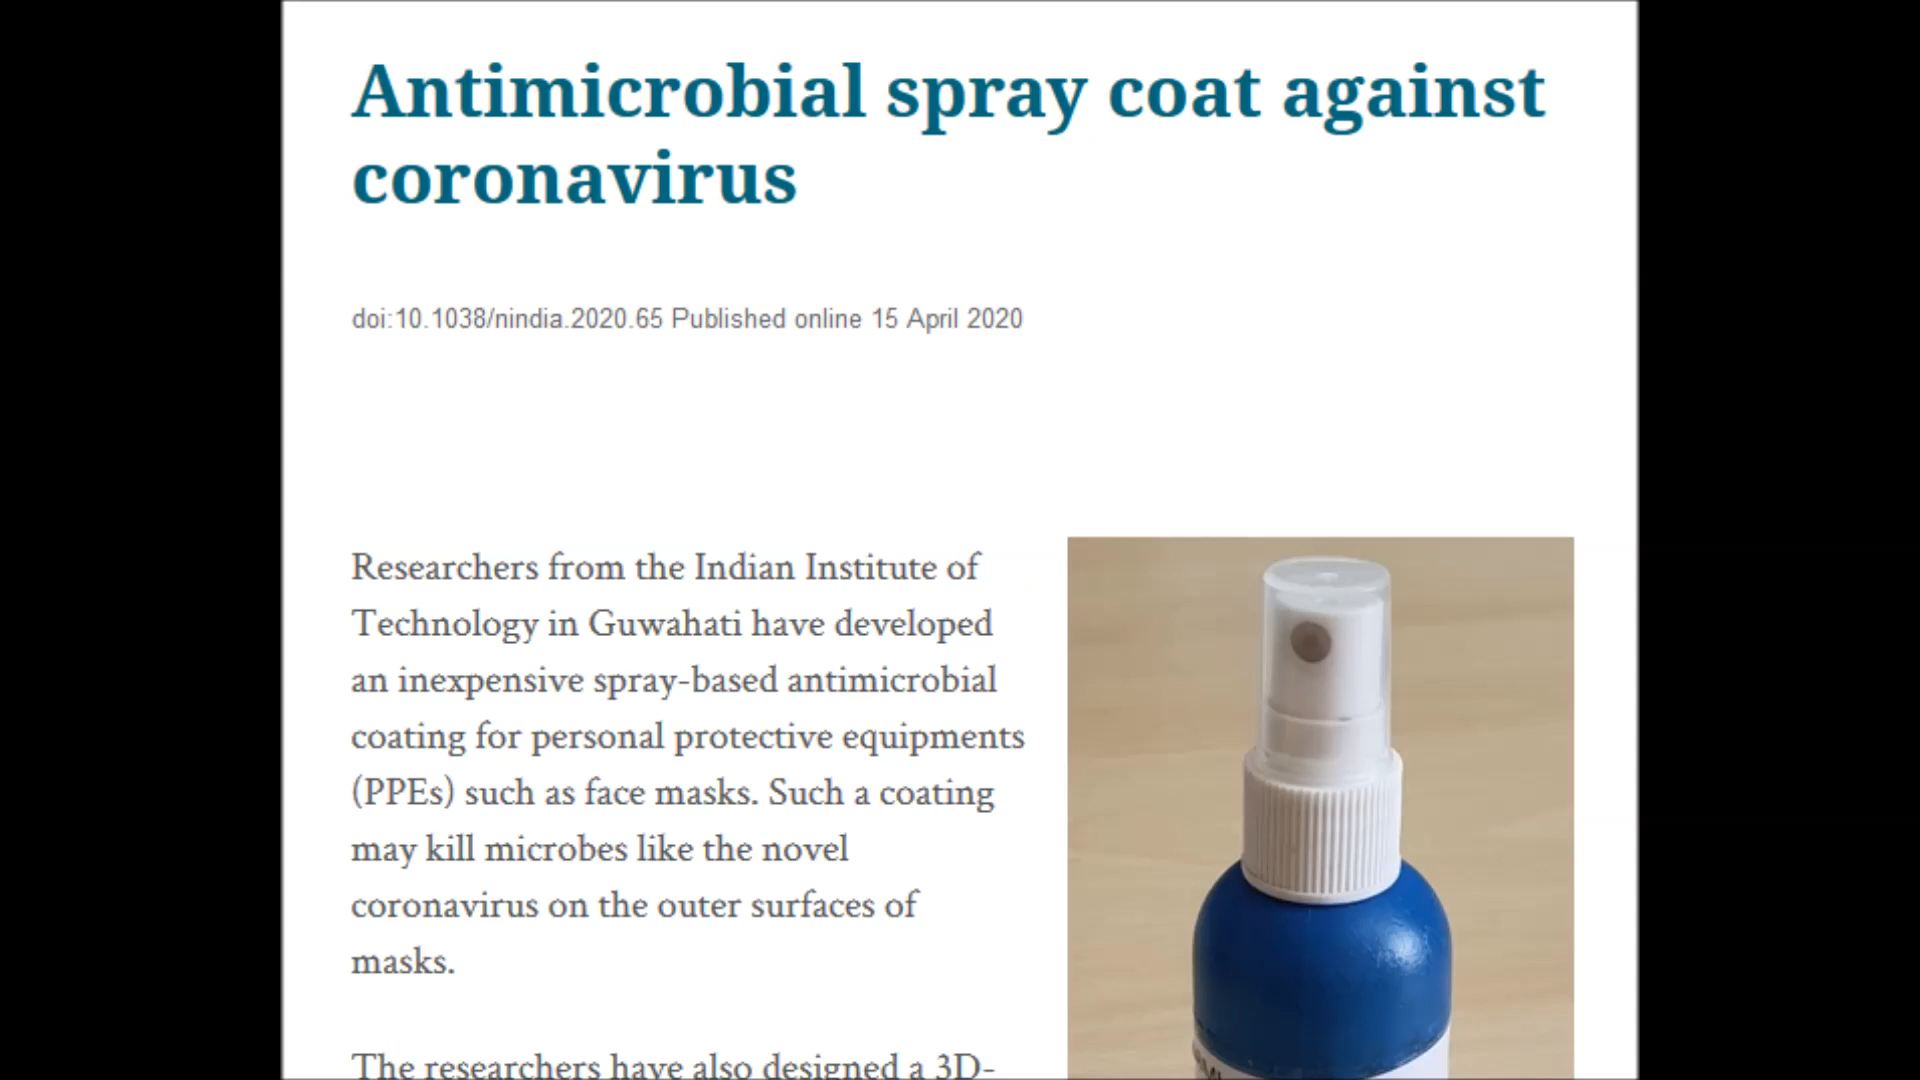 Antimicrobial spray coat against
coronavirus
doi:10.1038/nindia.2020.65 Published online 15 April 2020
Researchers from the Indian Institute of
Technology in Guwahati have developed
an inexpensive spray-based antimicrobial
coating for personal protective equipments
(PPEs) such as face masks. Such a coating
may kill microbes like the novel
coronavirus on the outer surfaces of
masks.
The researchers have also designed a 3D-